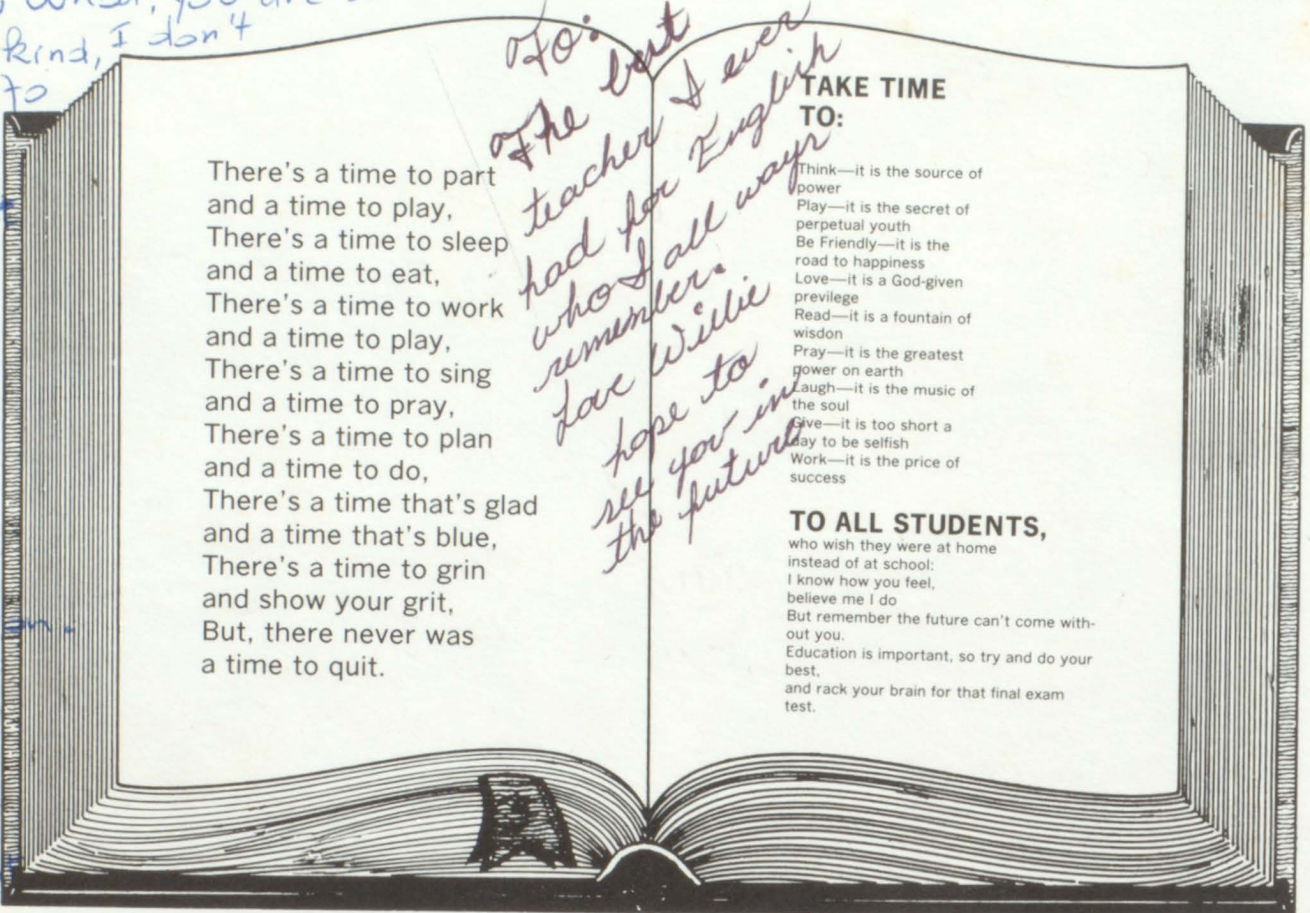 you are
kind, I don't
to
There's a time to part
and a time to play,
There's a time to sleep
and a time to eat,
There's a time to work
and a time to play,
There's a time to sing
and a time to pray,
There's a time to plan
and a time to do,
There's a time that's glad
and a time that's blue,
There's a time to grin
and show your grit,
But, there never was
a time to quit.
To:
The best
teacher I ever
had for English
who I all ways
remember.
Love Willie
hope to
see you in
the future
TAKE TIME
TO:
Think—it is the source of
power
Play—it is the secret of
perpetual youth
Be Friendly—it is the
road to happiness
Love—it is a God-given
previlege
Read—it is a fountain of
wisdon
Pray—it is the greatest
power on earth
Laugh—it is the music of
the soul
Give—it is too short a
day to be selfish
Work—it is the price of
success
TO ALL STUDENTS,
who wish they were at home
instead of at school:
I know how you feel,
believe me I do
But remember the future can't come with-
out you.
Education is important, so try and do your
best,
and rack your brain for that final exam
test.